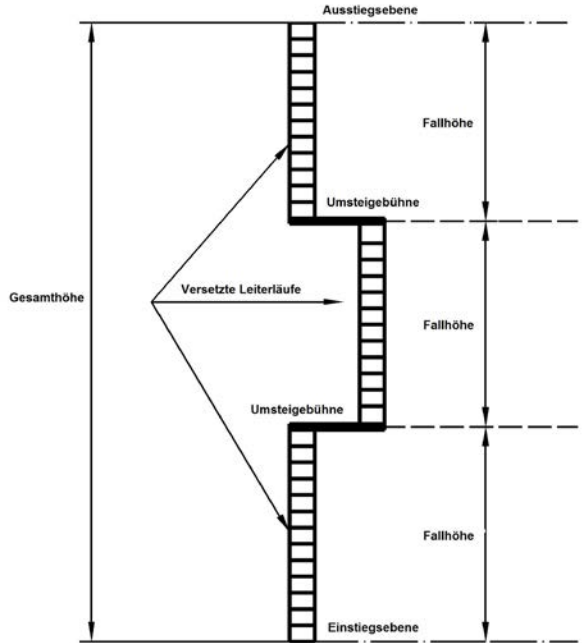 Ausstiegsebene
Fallhöhe
Umsteigebühne
Versetzte Leiterläufe
Gesamthöhe
Fallhöhe
Umsteigebühne
Fallhöhe
Einstiegsebene